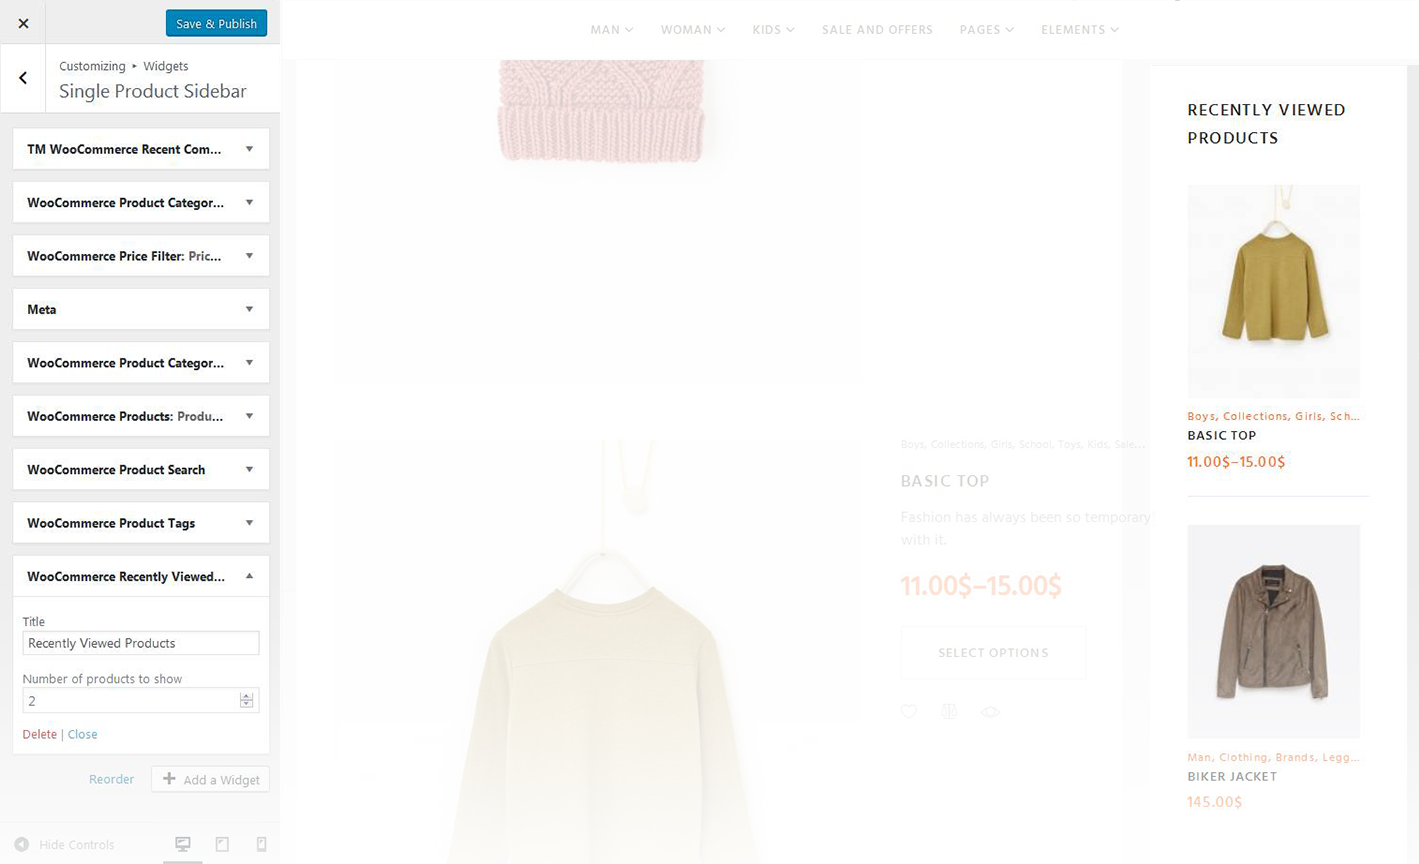 Save & Publish
Customizing ▸ Widgets
Single Product Sidebar
TM WooCommerce Recent Com...
WooCommerce Product Categor...
WooCommerce Price Filter: Pric...
Meta
WooCommerce Product Categor...
WooCommerce Products: Produ...
WooCommerce Product Search
WooCommerce Product Tags
WooCommerce Recently Viewed...
Title
Recently Viewed Products
Number of products to show
2
Delete | Close
Reorder
Add a Widget
Hide Controls
MAN WOMAN KIDS SALE AND OFFERS PAGES ELEMENTS
Boys, Collections, Girls, School, Toys, Kids, Sale...
BASIC TOP
Fashion has always been so temporary
with it.
11.00$–15.00$
SELECT OPTIONS
RECENTLY VIEWED
PRODUCTS
Boys, Collections, Girls, Sch...
BASIC TOP
11.00$–15.00$
Man, Clothing, Brands, Legg...
BIKER JACKET
145.00$